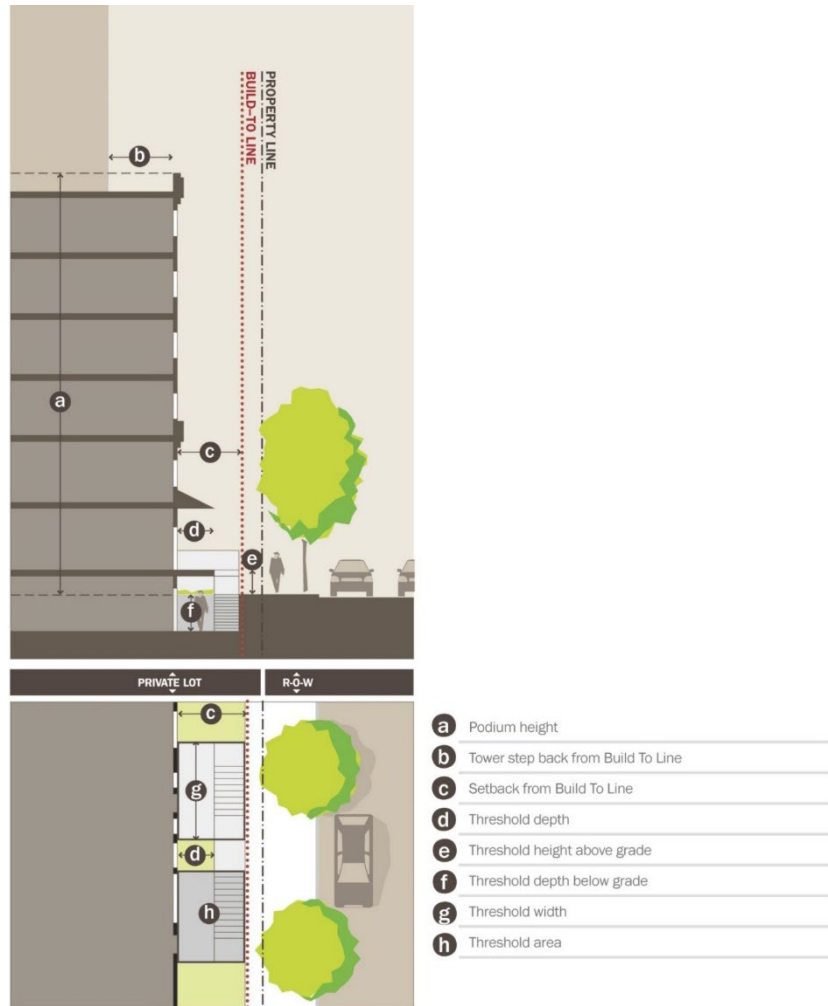 PROPERTY LINE
BUILD-TO LINE
b
a
c
d
e
f
PRIVATE LOT
R-O-W
c
g
d
h
a Podium height
b Tower step back from Build To Line
c Setback from Build To Line
d Threshold depth
e Threshold height above grade
f Threshold depth below grade
g Threshold width
h Threshold area